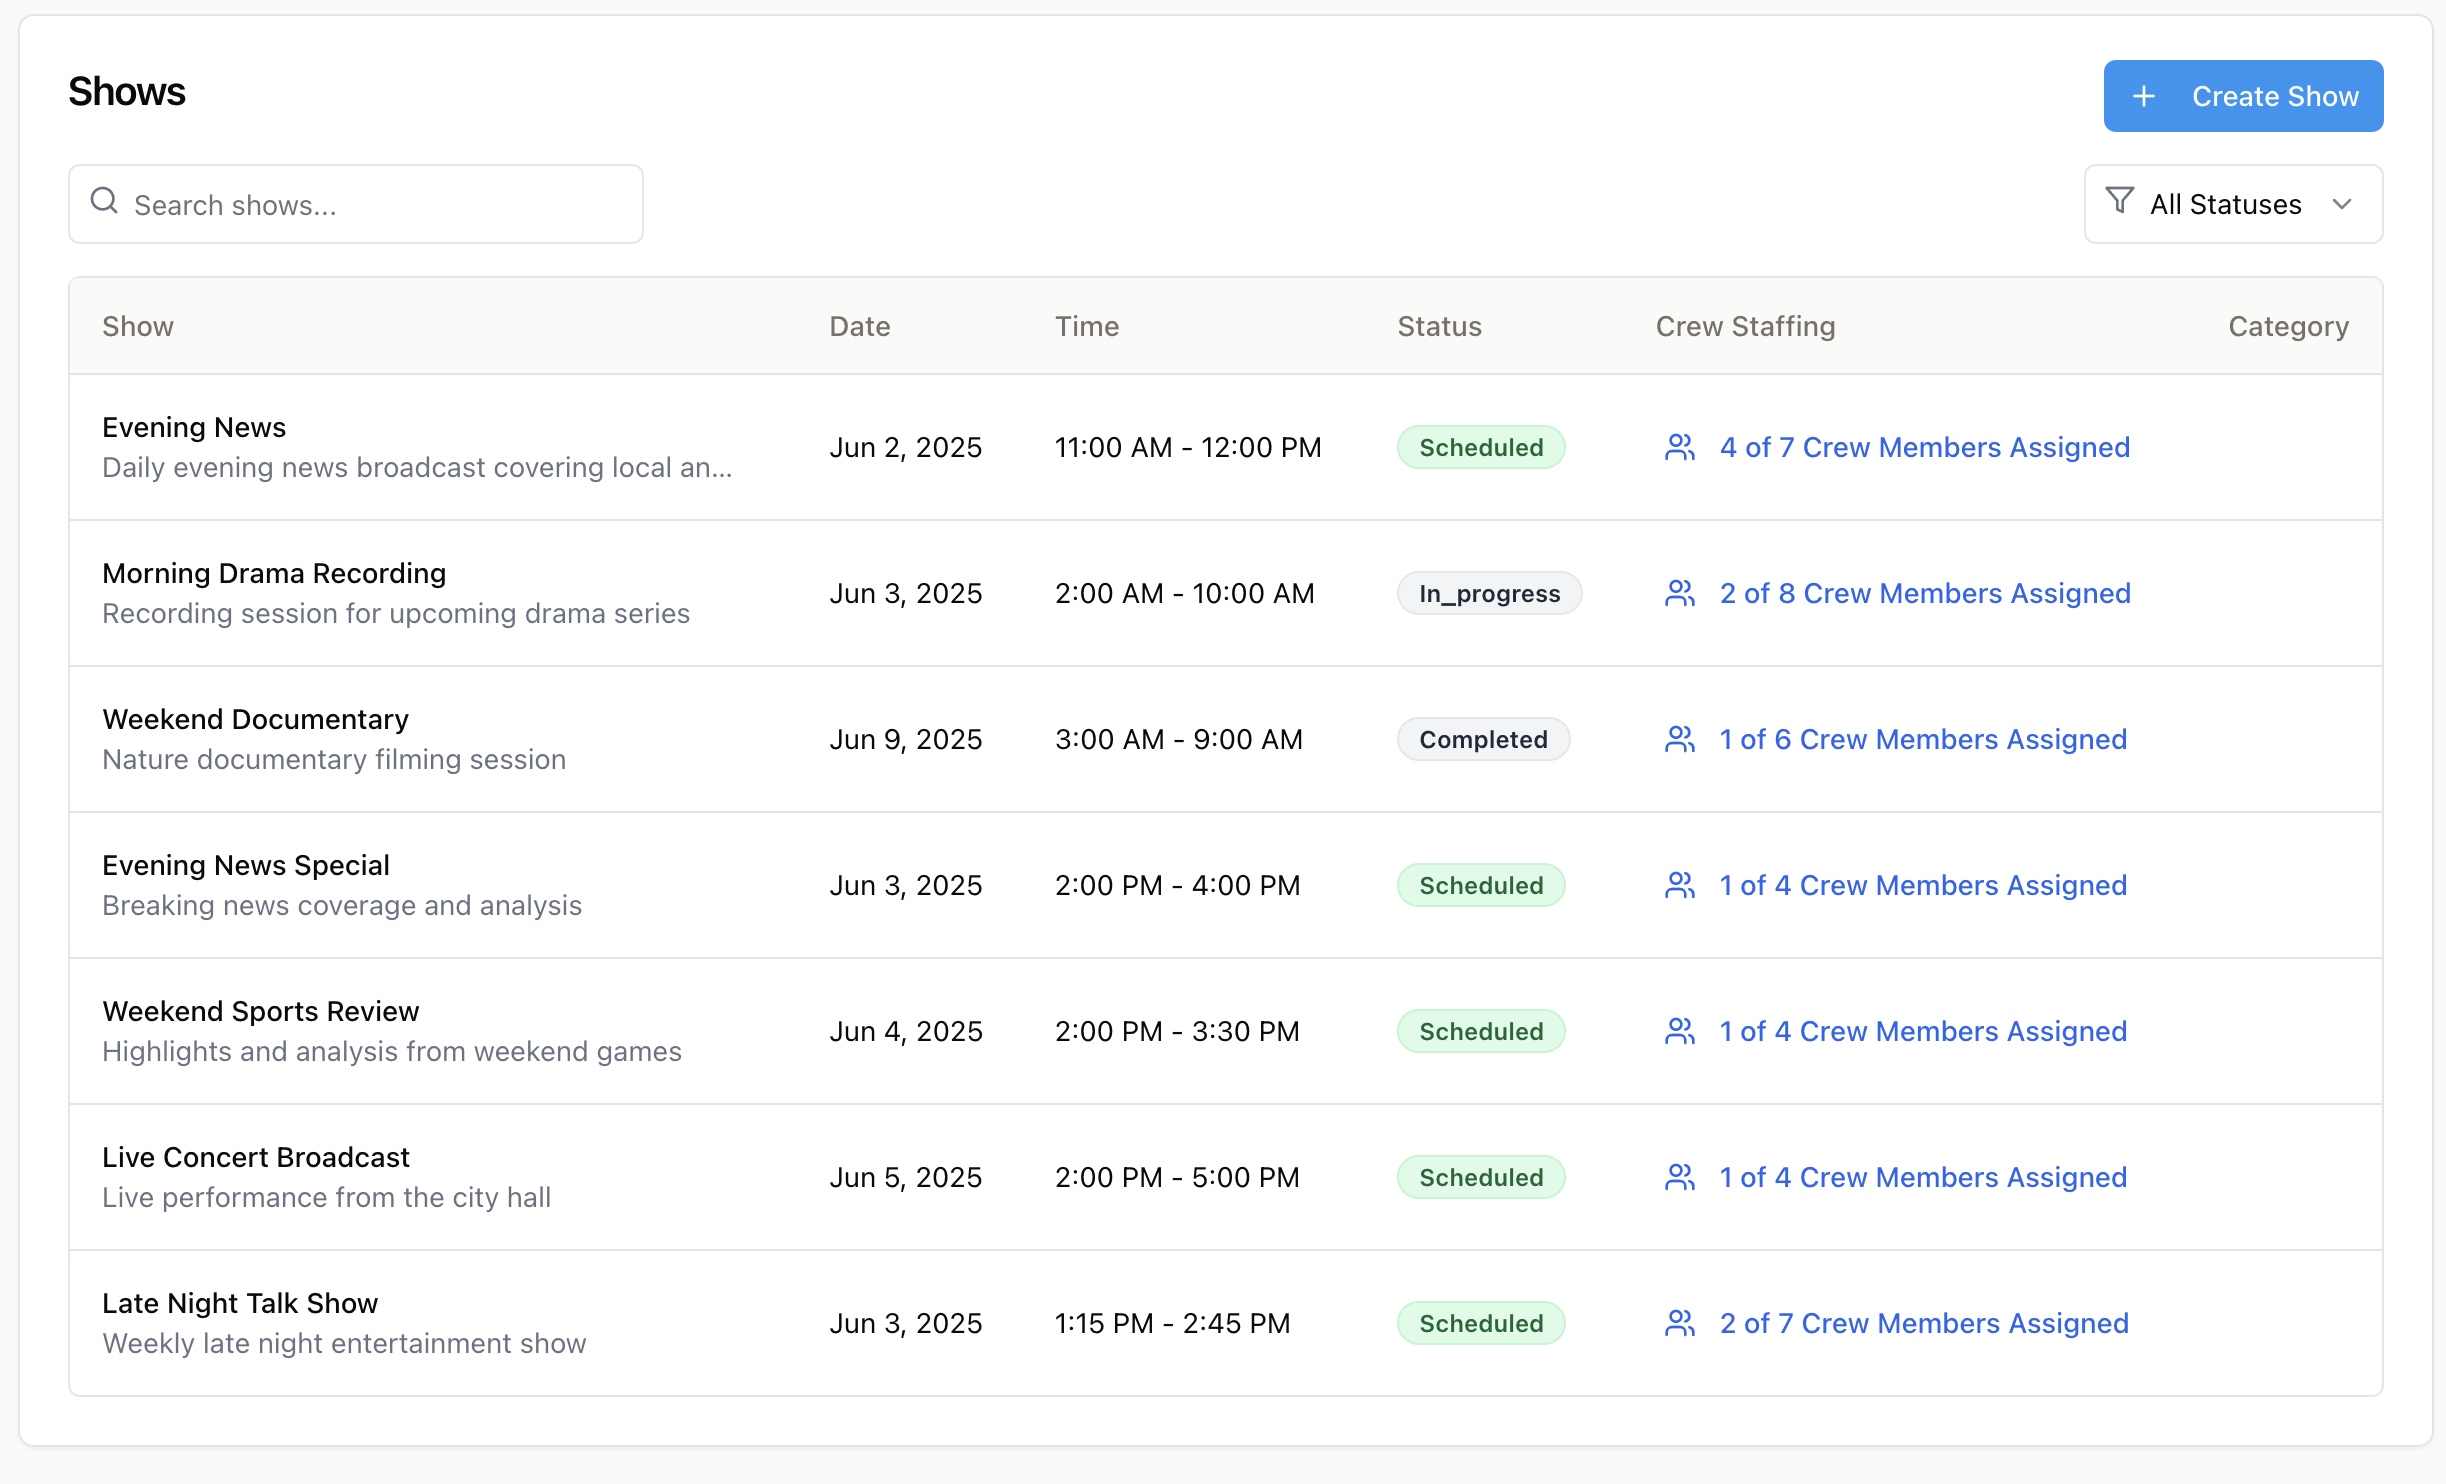 Shows
Create Show
Search shows...
All Statuses
Show Date Time Status Crew Staffing Category
Evening News
Daily evening news broadcast covering local an...
Jun 2, 2025 11:00 AM - 12:00 PM Scheduled 4 of 7 Crew Members Assigned
Morning Drama Recording
Recording session for upcoming drama series
Jun 3, 2025 2:00 AM - 10:00 AM In_progress 2 of 8 Crew Members Assigned
Weekend Documentary
Nature documentary filming session
Jun 9, 2025 3:00 AM - 9:00 AM Completed 1 of 6 Crew Members Assigned
Evening News Special
Breaking news coverage and analysis
Jun 3, 2025 2:00 PM - 4:00 PM Scheduled 1 of 4 Crew Members Assigned
Weekend Sports Review
Highlights and analysis from weekend games
Jun 4, 2025 2:00 PM - 3:30 PM Scheduled 1 of 4 Crew Members Assigned
Live Concert Broadcast
Live performance from the city hall
Jun 5, 2025 2:00 PM - 5:00 PM Scheduled 1 of 4 Crew Members Assigned
Late Night Talk Show
Weekly late night entertainment show
Jun 3, 2025 1:15 PM - 2:45 PM Scheduled 2 of 7 Crew Members Assigned